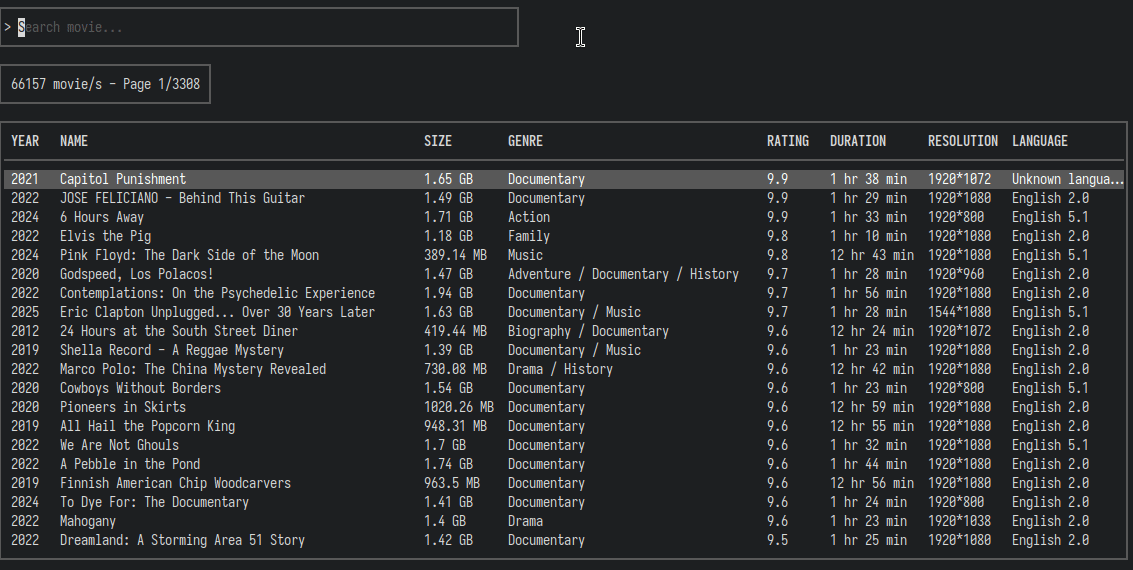 > Search movie...
66157 movie/s - Page 1/3308
YEAR NAME SIZE GENRE RATING DURATION RESOLUTION LANGUAGE
2021 Capitol Punishment 1.65 GB Documentary 9.9 1 hr 38 min 1920*1072 Unknown langua...
2022 JOSE FELICIANO - Behind This Guitar 1.49 GB Documentary 9.9 1 hr 29 min 1920*1080 English 2.0
2024 6 Hours Away 1.71 GB Action 9.9 1 hr 33 min 1920*800 English 5.1
2022 Elvis the Pig 1.18 GB Family 9.8 1 hr 10 min 1920*1080 English 2.0
2024 Pink Floyd: The Dark Side of the Moon 389.14 MB Music 9.8 12 hr 43 min 1920*1080 English 5.1
2020 Godspeed, Los Polacos! 1.47 GB Adventure / Documentary / History 9.7 1 hr 28 min 1920*960 English 2.0
2022 Contemplations: On the Psychedelic Experience 1.94 GB Documentary 9.7 1 hr 56 min 1920*1080 English 2.0
2025 Eric Clapton Unplugged... Over 30 Years Later 1.63 GB Documentary / Music 9.7 1 hr 28 min 1544*1080 English 5.1
2012 24 Hours at the South Street Diner 419.44 MB Biography / Documentary 9.6 12 hr 24 min 1920*1072 English 2.0
2019 Shella Record - A Reggae Mystery 1.39 GB Documentary / Music 9.6 1 hr 23 min 1920*1080 English 2.0
2022 Marco Polo: The China Mystery Revealed 730.08 MB Drama / History 9.6 12 hr 42 min 1920*1080 English 2.0
2020 Cowboys Without Borders 1.54 GB Documentary 9.6 1 hr 23 min 1920*800 English 5.1
2020 Pioneers in Skirts 1020.26 MB Documentary 9.6 12 hr 59 min 1920*1080 English 2.0
2019 All Hail the Popcorn King 948.31 MB Documentary 9.6 12 hr 55 min 1920*1080 English 2.0
2022 We Are Not Ghouls 1.7 GB Documentary 9.6 1 hr 32 min 1920*1080 English 5.1
2022 A Pebble in the Pond 1.74 GB Documentary 9.6 1 hr 44 min 1920*1080 English 2.0
2019 Finnish American Chip Woodcarvers 963.5 MB Documentary 9.6 12 hr 56 min 1920*1080 English 2.0
2024 To Dye For: The Documentary 1.41 GB Documentary 9.6 1 hr 24 min 1920*800 English 2.0
2022 Mahogany 1.4 GB Drama 9.6 1 hr 23 min 1920*1038 English 2.0
2022 Dreamland: A Storming Area 51 Story 1.42 GB Documentary 9.5 1 hr 25 min 1920*1080 English 2.0